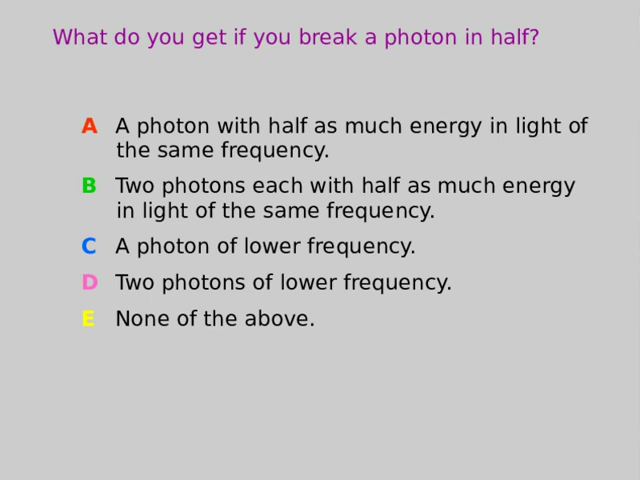 What do you get if you break a photon in half?
A A photon with half as much energy in light of
the same frequency.
B Two photons each with half as much energy
in light of the same frequency.
C A photon of lower frequency.
D Two photons of lower frequency.
E None of the above.